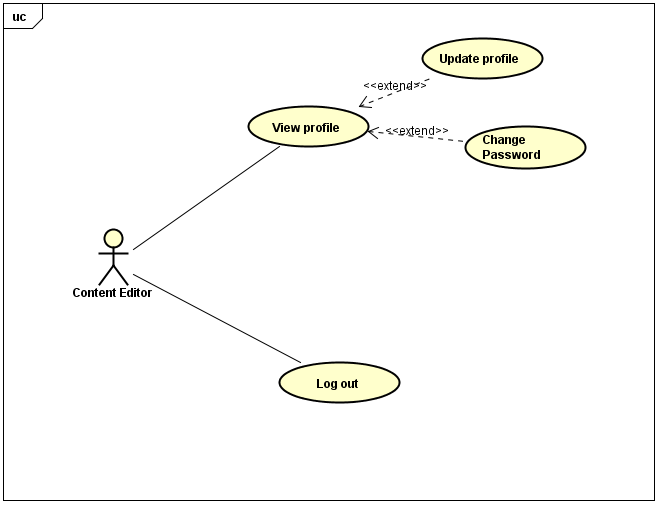 uc
Update profile
<<extend>>
View profile
<<extend>>
Change
Password
Content Editor
Log out